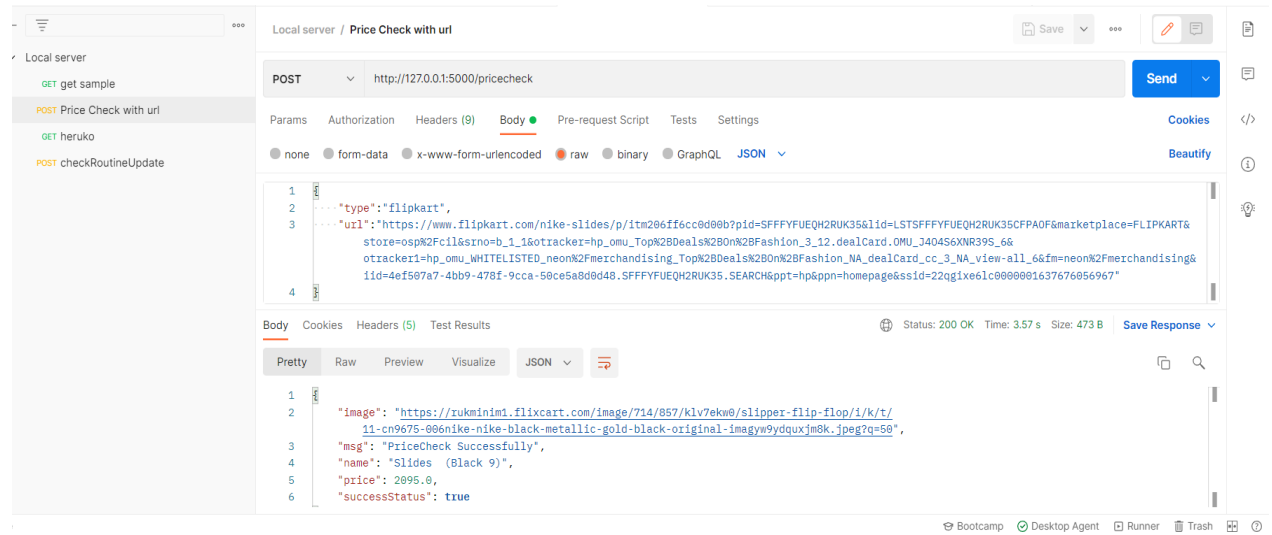 Local server / Price Check with url
Save
Local server
GET get sample
POST Price Check with url
GET heruko
POST checkRoutineUpdate
POST http://127.0.0.1:5000/pricecheck Send
Params Authorization Headers (9) Body Pre-request Script Tests Settings Cookies
none form-data x-www-form-urlencoded raw binary GraphQL JSON Beautify
1 {
2 "type":"flipkart",
3 "url":"https://www.flipkart.com/nike-slides/p/itm206ff6cc0d00b?pid=SFFFYFUEQH2RUK35&lid=LSTSFFFYFUEQH2RUK35CFPAOF&marketplace=FLIPKART&
store=osp%2Fcil&srno=b_1_1&otracker=hp_omu_Top%2BDeals%2BOn%2BFashion_3_12.dealCard.OMU_J4O4S6XNR39S_6&
otracker1=hp_omu_WHITELISTED_neon%2Fmerchandising_Top%2BDeals%2BOn%2BFashion_NA_dealCard_cc_3_NA_view-all_6&fm=neon%2Fmerchandising&
iid=4ef507a7-4bb9-478f-9cca-50ce5a8d0d48.SFFFYFUEQH2RUK35.SEARCH&ppt=hp&ppn=homepage&ssid=22qgixe6lc0000001637676056967"
4 }
Body Cookies Headers (5) Test Results Status: 200 OK Time: 3.57 s Size: 473 B Save Response
Pretty Raw Preview Visualize JSON
1 {
2 "image": "https://rukminim1.flixcart.com/image/714/857/klv7ekw0/slipper-flip-flop/i/k/t/
11-cn9675-006nike-nike-black-metallic-gold-black-original-imagyw9ydquxjm8k.jpeg?q=50",
3 "msg": "PriceCheck Successfully",
4 "name": "Slides  (Black 9)",
5 "price": 2095.0,
6 "successStatus": true
Bootcamp Desktop Agent Runner Trash